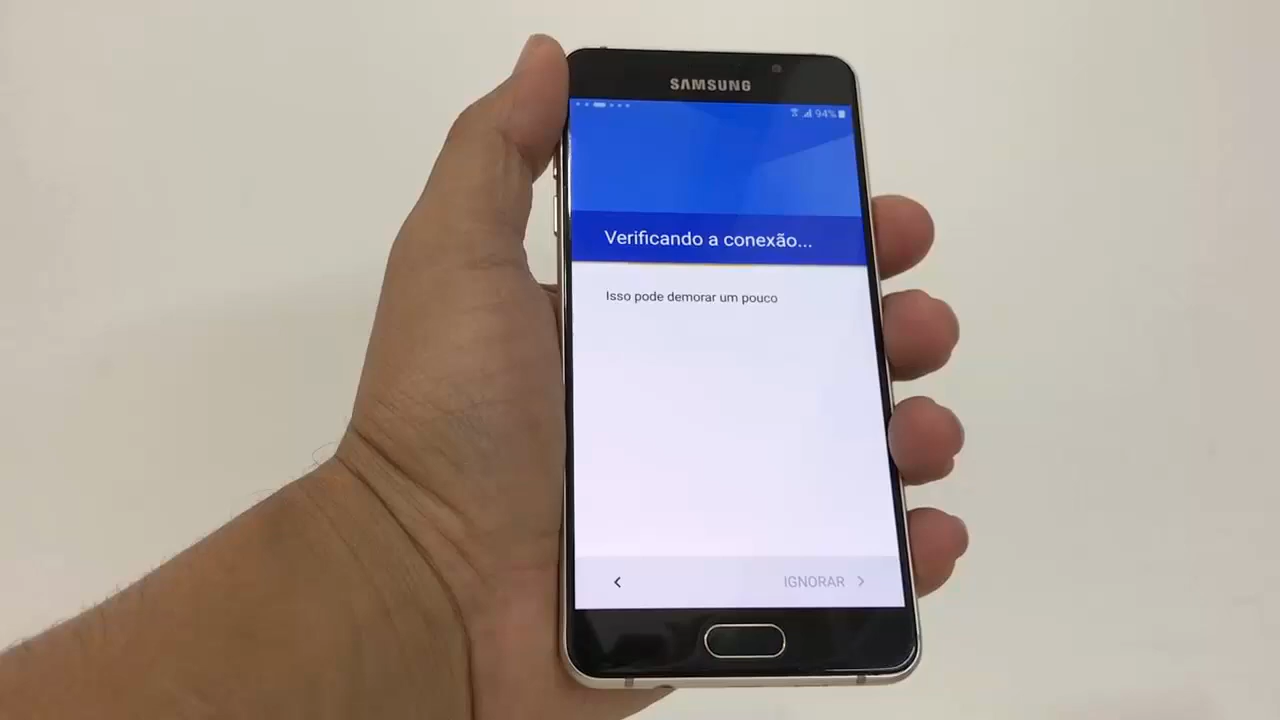 SAMSUNG
94%
Verificando a conexão...
Isso pode demorar um pouco
IGNORAR